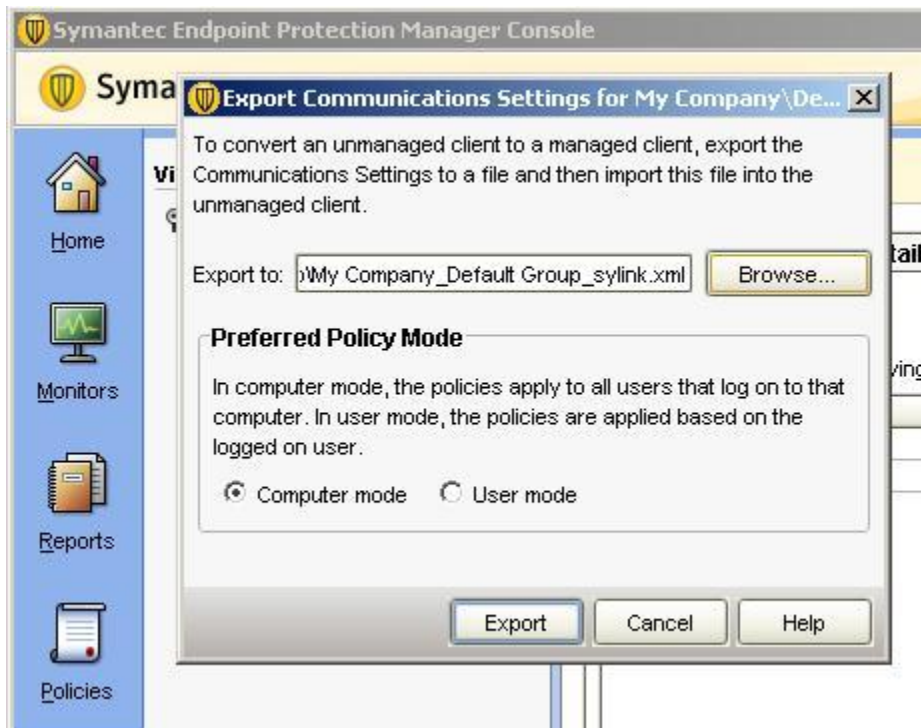 Symantec Endpoint Protection Manager Console
Syma
Export Communications Settings for My Company\De...
To convert an unmanaged client to a managed client, export the
Communications Settings to a file and then import this file into the
unmanaged client.
Vi
Home
tail
Export to: \My Company_Default Group_sylink.xml Browse...
Preferred Policy Mode
Monitors
ving
In computer mode, the policies apply to all users that log on to that
computer. In user mode, the policies are applied based on the
logged on user.
Computer mode User mode
Reports
Export Cancel Help
Policies